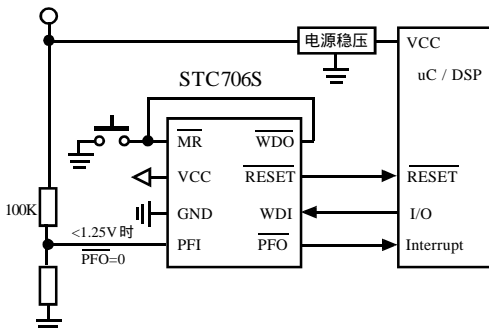 电源稳压
VCC
uC / DSP
STC706S
MR
WDO
VCC
RESET
RESET
GND
WDI
I/O
100K
<1.25V 时
PFI
PFO
Interrupt
PFO=0